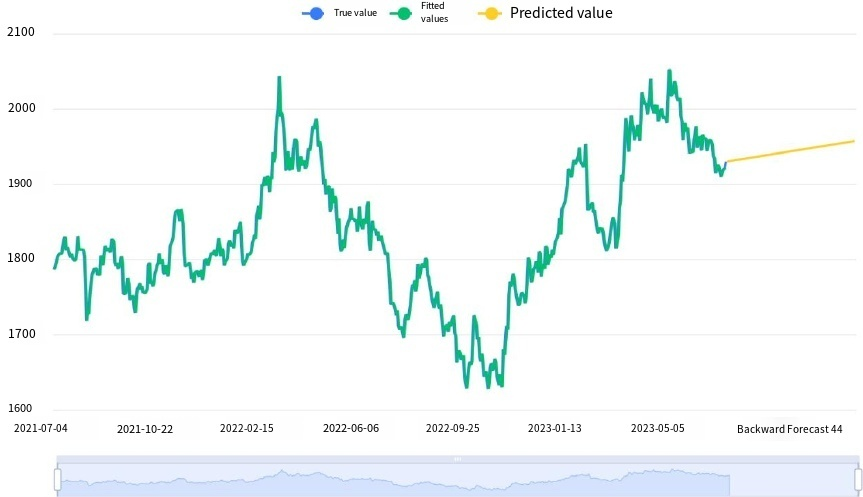 True value
Fitted
values
Predicted value
2100
2000
1900
1800
1700
1600
2021-07-04
2021-10-22
2022-02-15
2022-06-06
2022-09-25
2023-01-13
2023-05-05
Backward Forecast 44